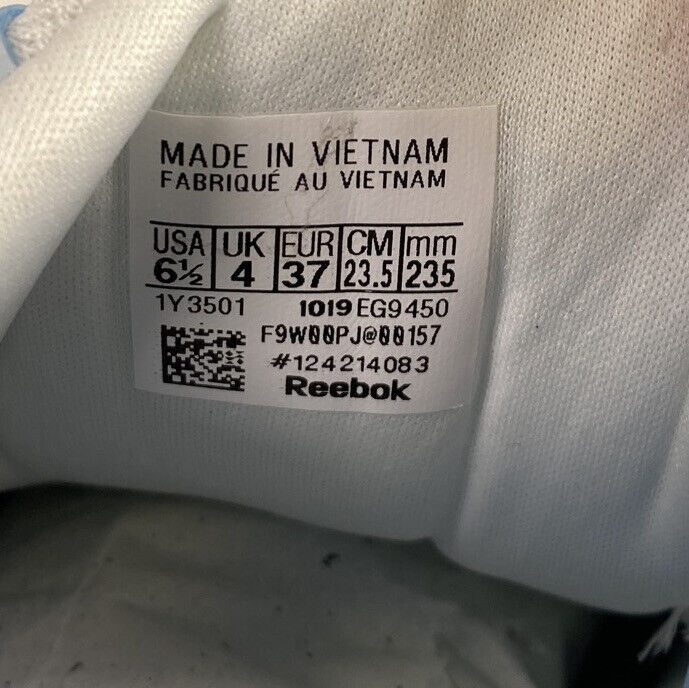 MADE IN VIETNAM
FABRIQUÉ AU VIETNAM
USA UK EUR CM mm
6½ 4 37 23.5 235
1Y3501 1019 EG9450
F9W00PJ@00157
#124214083
Reebok